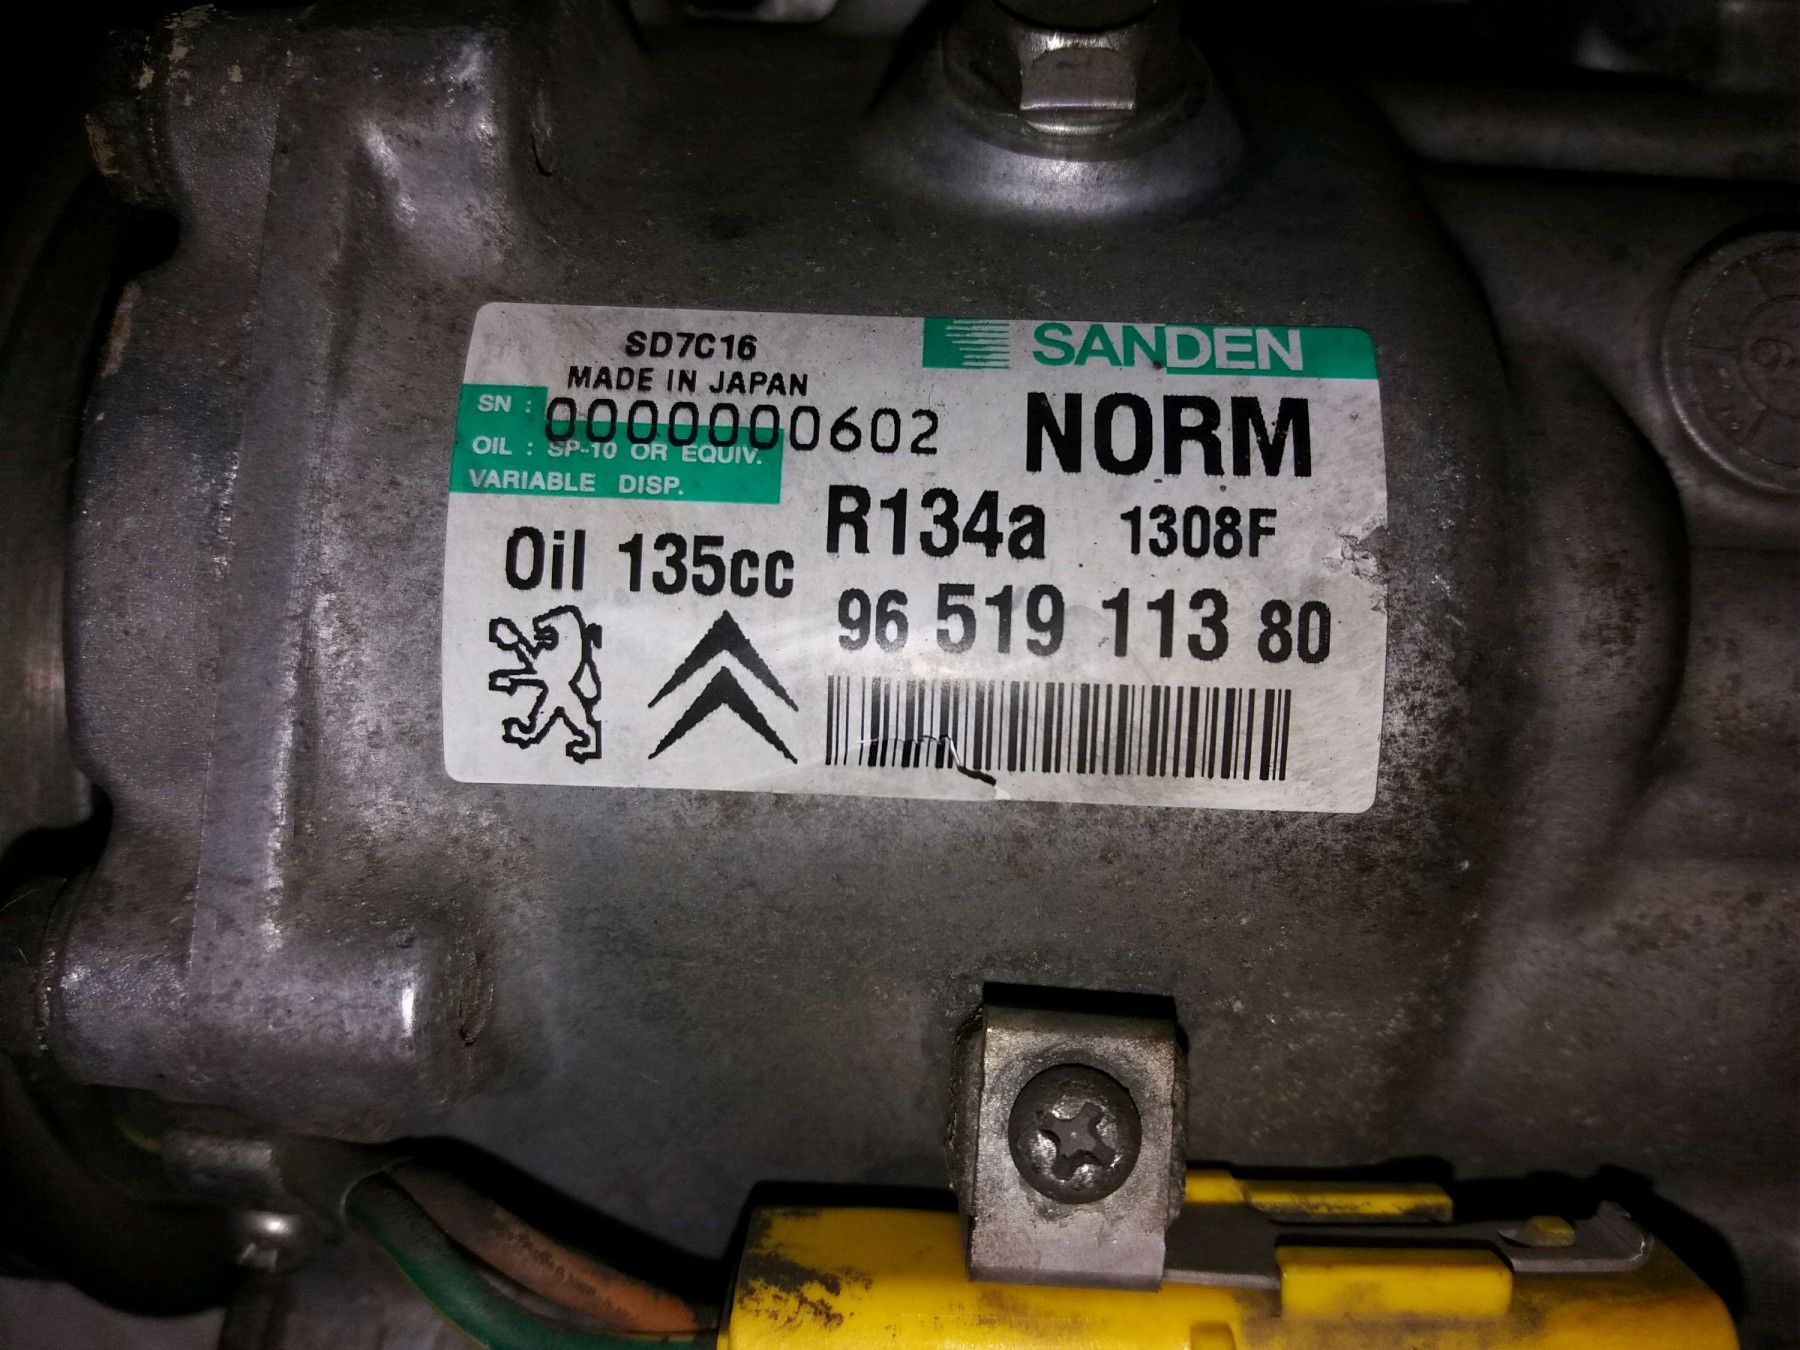 SD7C16
MADE IN JAPAN
SANDEN
SN : 0000000602
NORM
OIL : SP-10 OR EQUIV.
VARIABLE DISP.
R134a 1308F
Oil 135cc
96 519 113 80